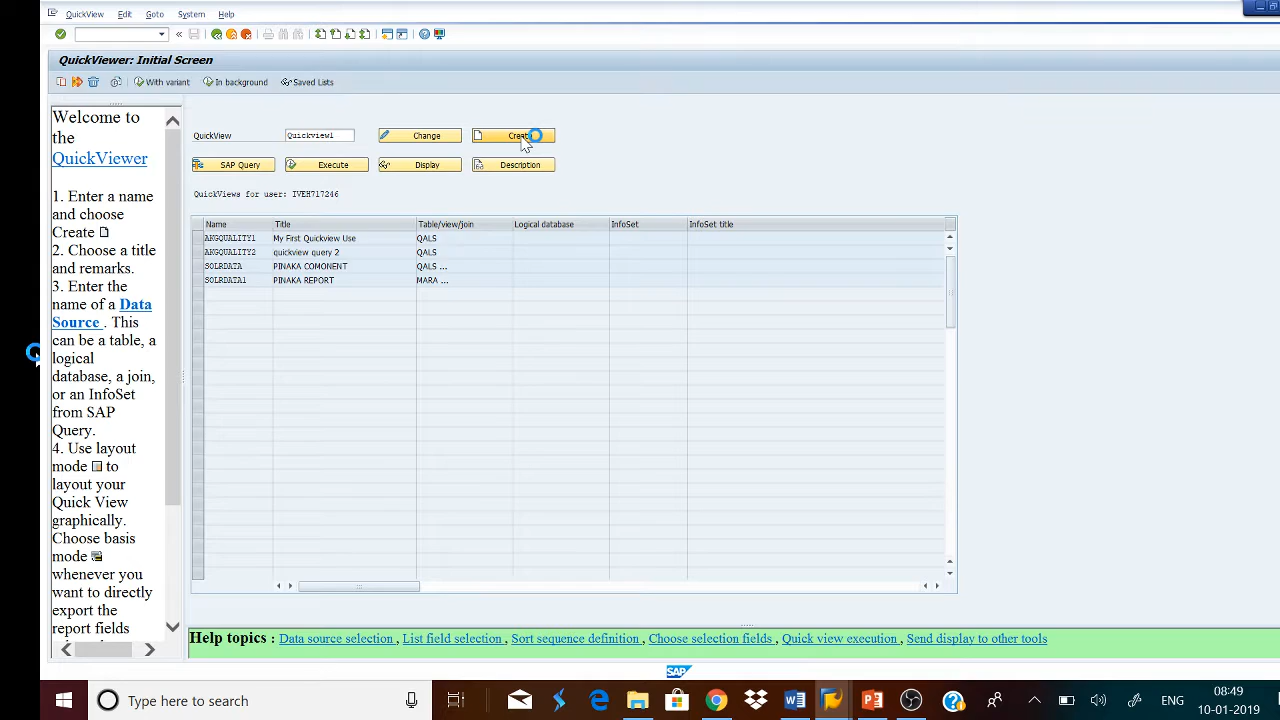 QuickView Edit Goto System Help
QuickViewer: Initial Screen
With variant In background Saved Lists
Welcome to
the
QuickViewer
1. Enter a name
and choose
Create
2. Choose a title
and remarks.
3. Enter the
name of a Data
Source . This
can be a table, a
logical
database, a join,
or an InfoSet
from SAP
Query.
4. Use layout
mode to
layout your
Quick View
graphically.
Choose basis
mode
whenever you
want to directly
export the
report fields
QuickView Quickview1 Change Create
SAP Query Execute Display Description
QuickViews for user: IVEH717246
Name Title Table/view/join Logical database InfoSet InfoSet title
AKGQUALITY1 My First Quickview Use QALS
AKGQUALITY2 quickview query 2 QALS
SOLRDATA PINAKA COMONENT QALS ...
SOLRDATA1 PINAKA REPORT MARA ...
Help topics : Data source selection , List field selection , Sort sequence definition , Choose selection fields , Quick view execution , Send display to other tools
SAP
Type here to search
ENG
08:49
10-01-2019